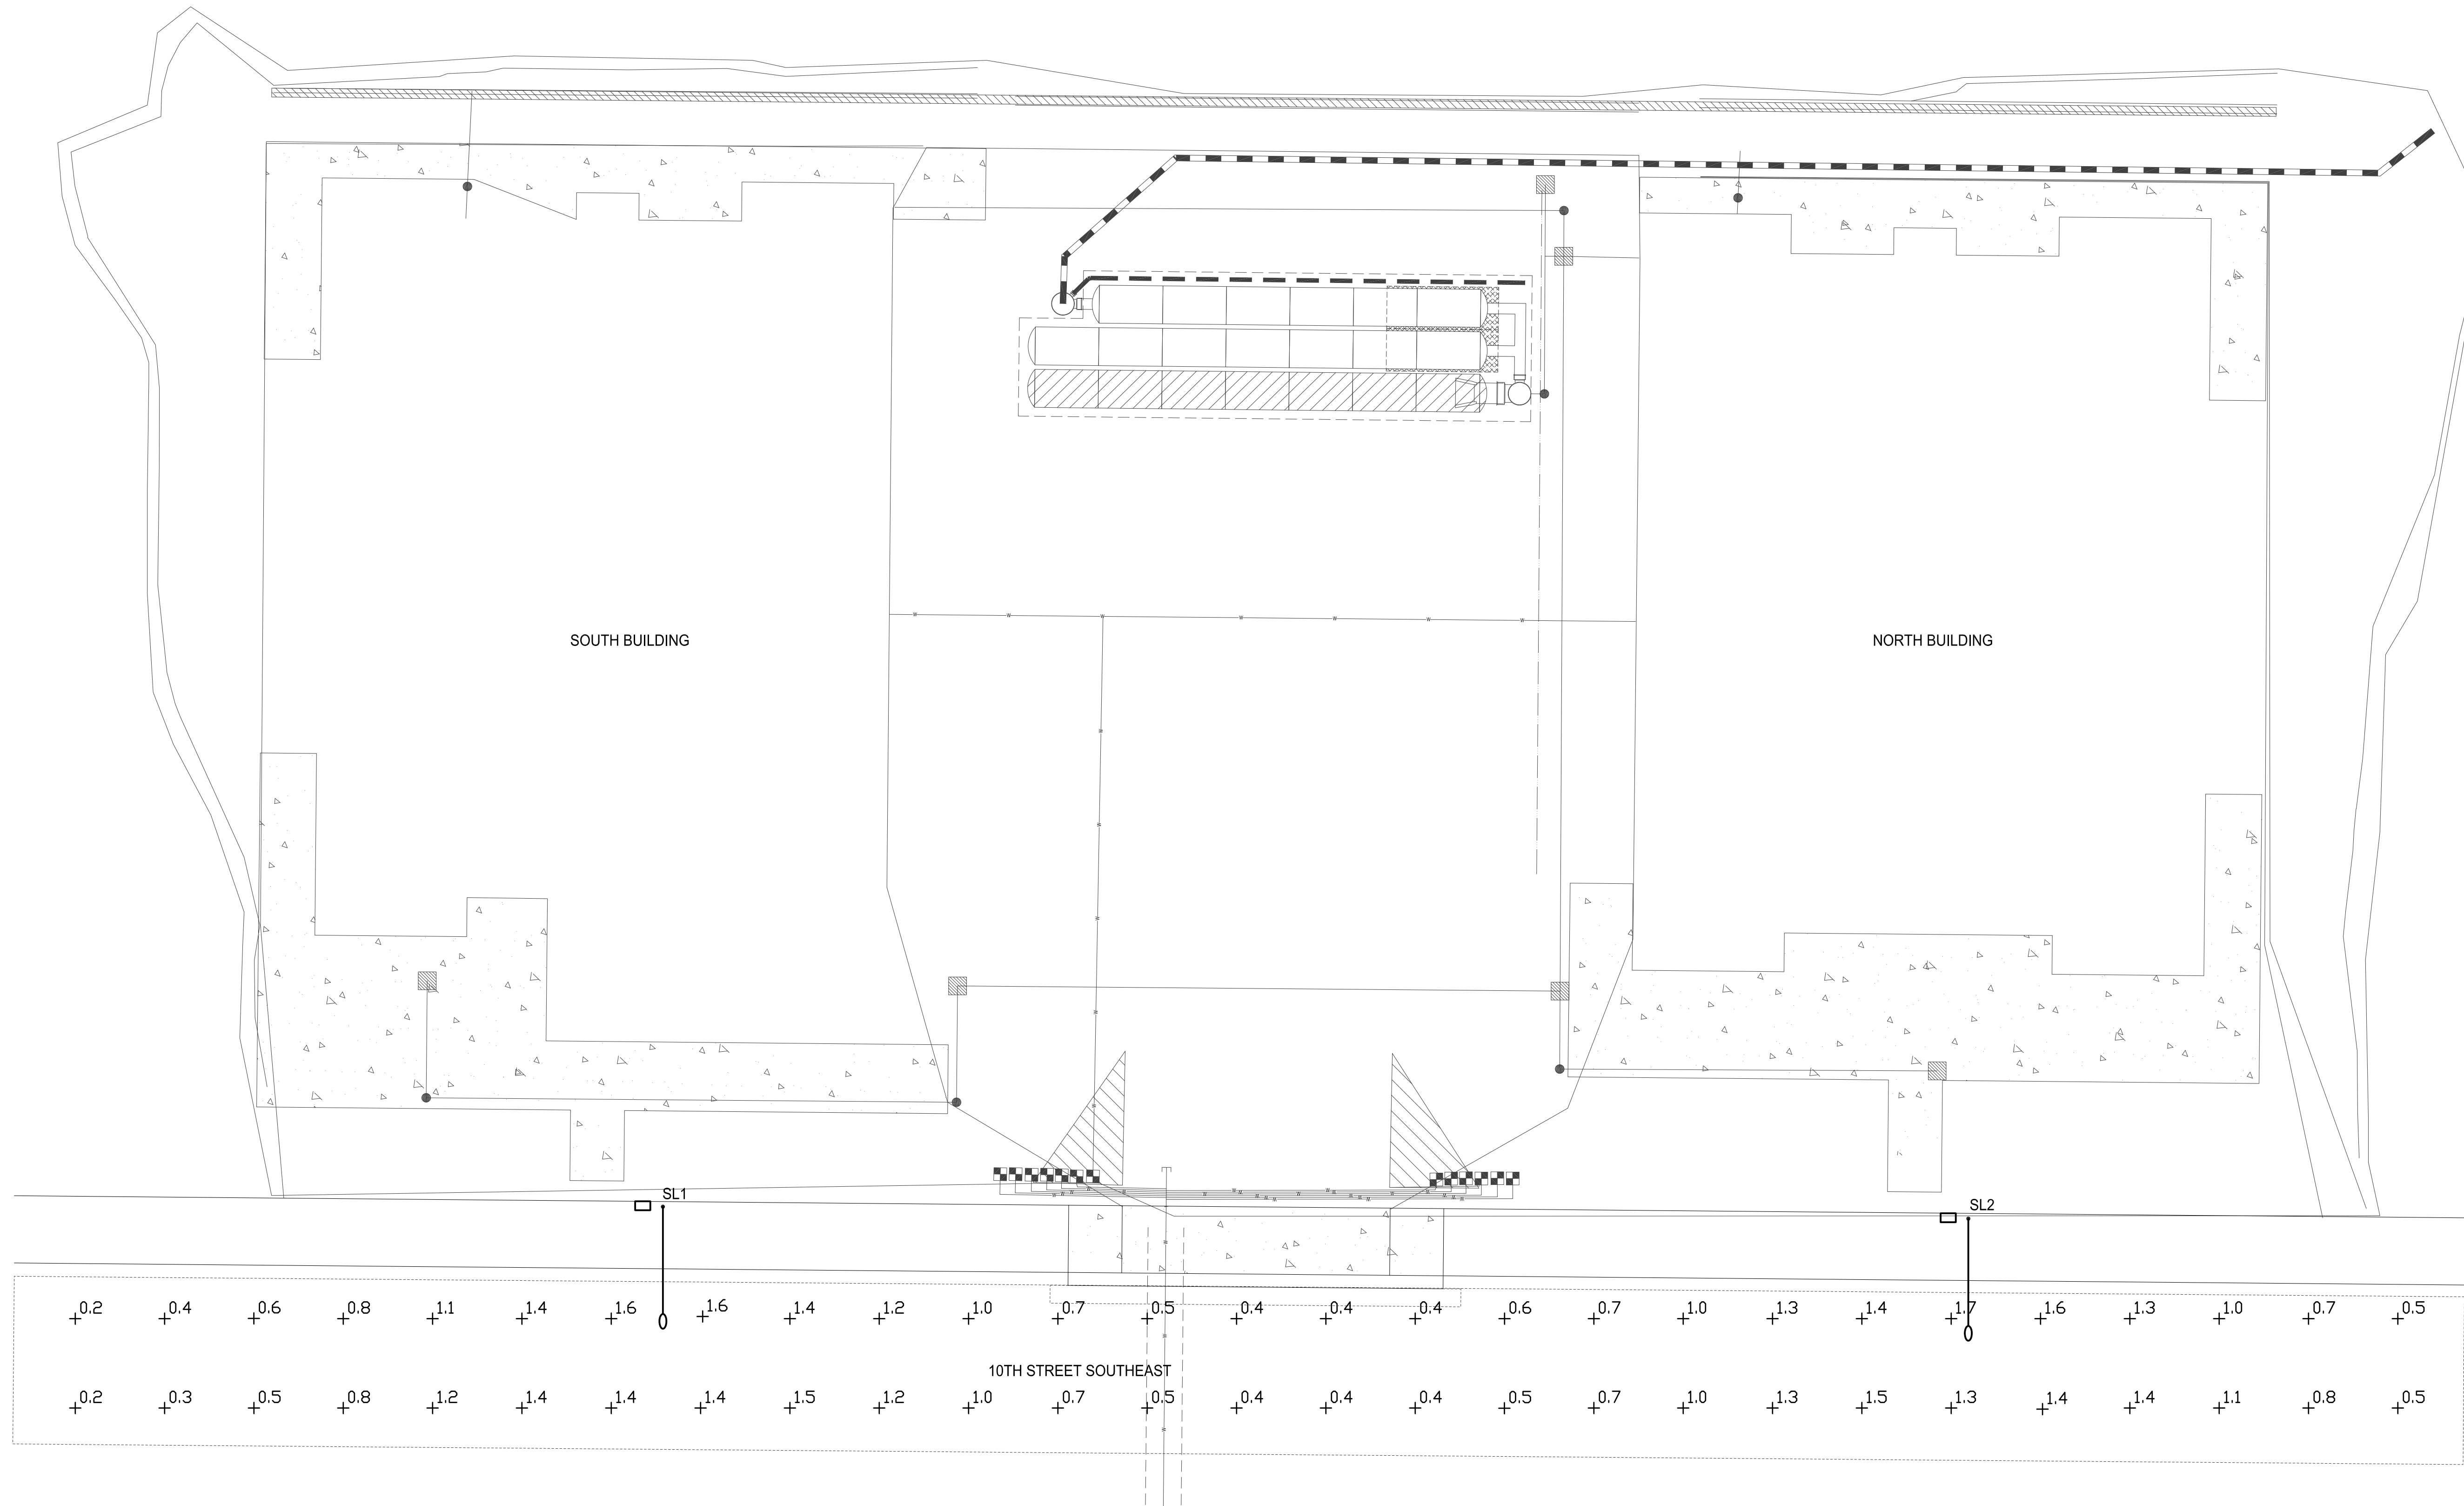 SOUTH BUILDING
NORTH BUILDING
SL1
SL2
0.2 0.4 0.6 0.8 1.1 1.4 1.6 1.6 1.4 1.2 1.0 0.7 0.5 0.4 0.4 0.4 0.6 0.7 1.0 1.3 1.4 1.7 1.6 1.3 1.0 0.7 0.5
10TH STREET SOUTHEAST
0.2 0.3 0.5 0.8 1.2 1.4 1.4 1.4 1.5 1.2 1.0 0.7 0.5 0.4 0.4 0.4 0.5 0.7 1.0 1.3 1.5 1.3 1.4 1.4 1.1 0.8 0.5